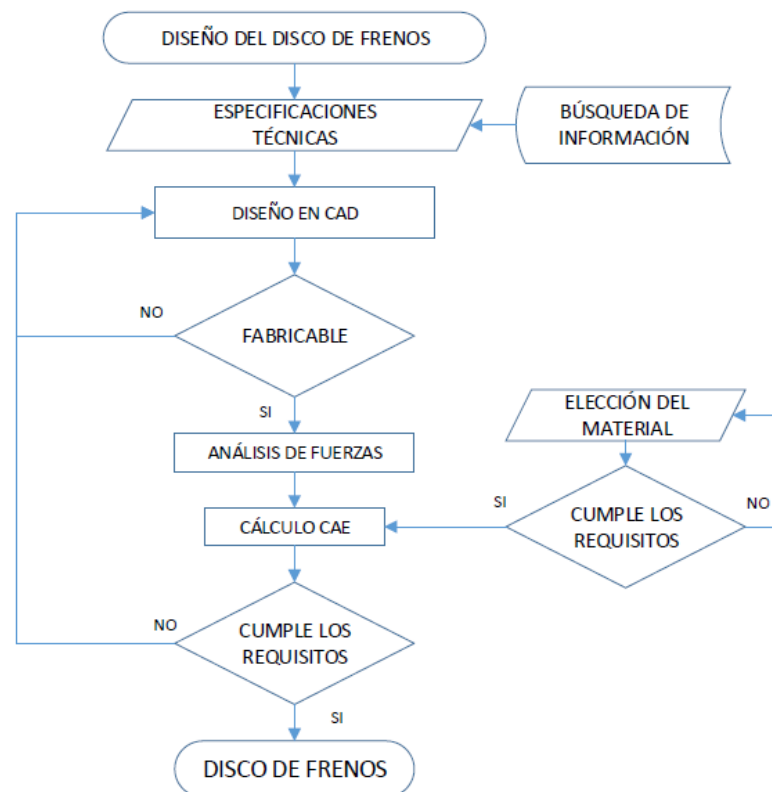 DISEÑO DEL DISCO DE FRENOS
ESPECIFICACIONES
TÉCNICAS
BÚSQUEDA DE
INFORMACIÓN
DISEÑO EN CAD
NO
FABRICABLE
SI
ELECCIÓN DEL
MATERIAL
ANÁLISIS DE FUERZAS
SI
NO
CÁLCULO CAE
CUMPLE LOS
REQUISITOS
NO
CUMPLE LOS
REQUISITOS
SI
DISCO DE FRENOS